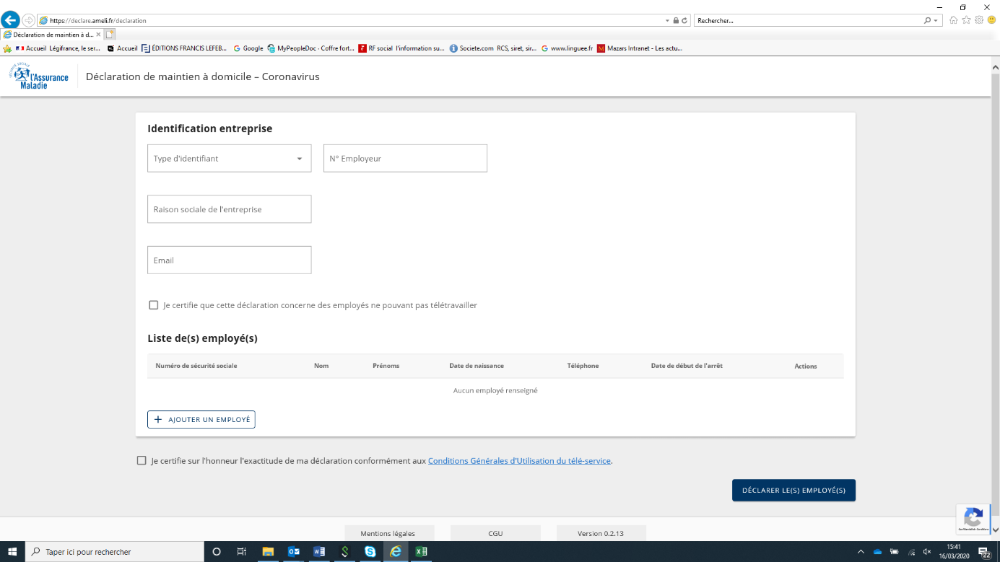 https://declare.ameli.fr/declaration
Rechercher...
Déclaration de maintien à d...
Accueil Légifrance, le ser... Accueil ÉDITIONS FRANCIS LEFEB... Google MyPeopleDoc - Coffre fort... RF social l'information su... Societe.com RCS, siret, sir... www.linguee.fr Mazars Intranet - Les actu...
SÉCURITÉ SOCIALE
l'Assurance
Maladie
Déclaration de maintien à domicile – Coronavirus
Identification entreprise
Type d'identifiant
N° Employeur
Raison sociale de l'entreprise
Email
Je certifie que cette déclaration concerne des employés ne pouvant pas télétravailler
Liste de(s) employé(s)
Numéro de sécurité sociale Nom Prénoms Date de naissance Téléphone Date de début de l'arrêt Actions
Aucun employé renseigné
+ AJOUTER UN EMPLOYÉ
Je certifie sur l'honneur l'exactitude de ma déclaration conformément aux Conditions Générales d'Utilisation du télé-service.
DÉCLARER LE(S) EMPLOYÉ(S)
Confidentialité - Conditions
Mentions légales CGU Version 0.2.13
Taper ici pour rechercher
15:41
16/03/2020
22